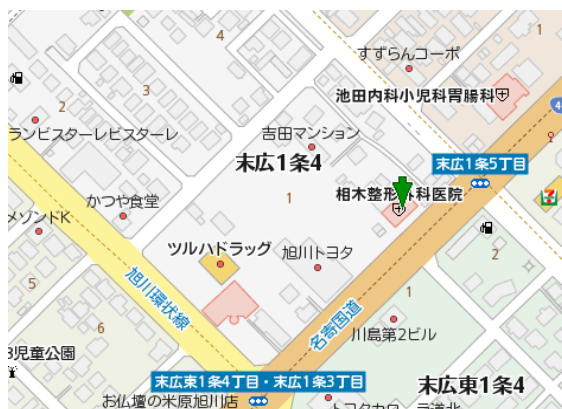 4
1
すずらんコーポ
3
池田内科小児科胃腸科
2
4
ランビスターレビスターレ
吉田マンション
末広1条4
末広1条5丁目
1
相木整形外科医院
かつや食堂
メゾンドK
7
ツルハドラッグ
旭川トヨタ
2
5
旭川環状線
名寄国道
1
6
川島第2ビル
児童公園
末広東1条4丁目・末広1条3丁目
末広東1条4
お仏壇の米原旭川店